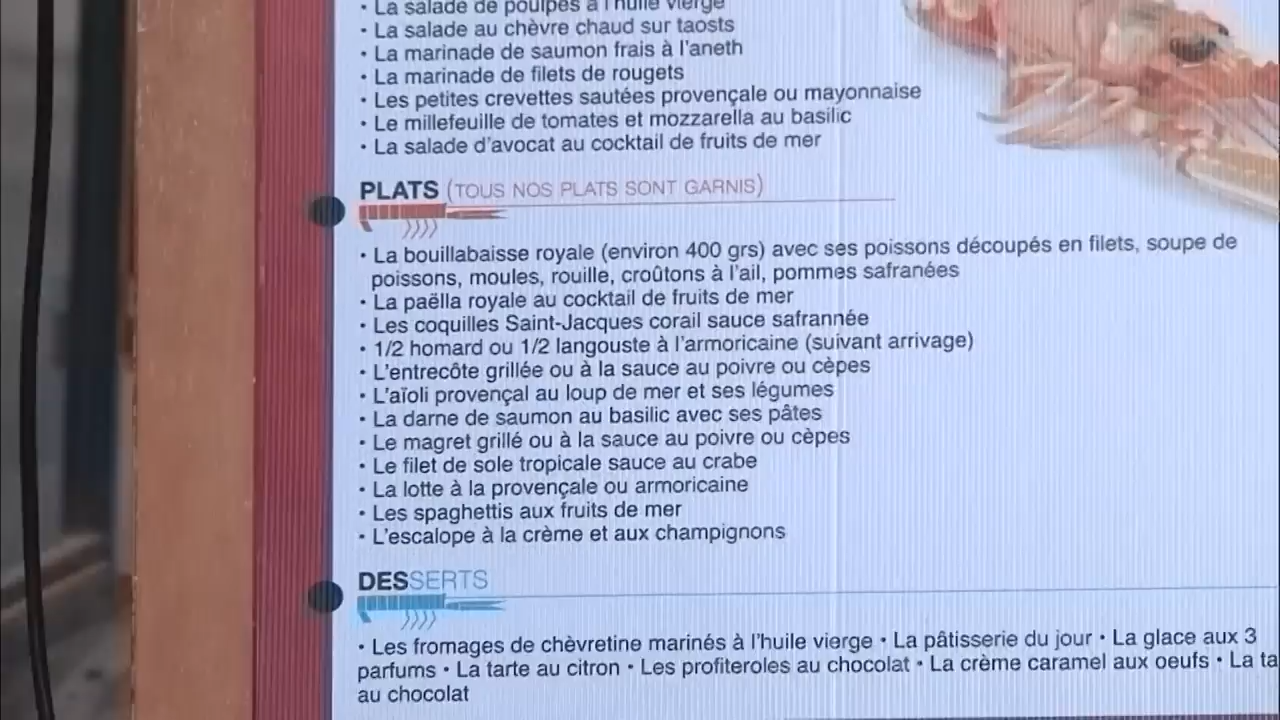 • La salade de poulpes à l'huile vierge
• La salade au chèvre chaud sur taosts
• La marinade de saumon frais à l'aneth
• La marinade de filets de rougets
• Les petites crevettes sautées provençale ou mayonnaise
• Le millefeuille de tomates et mozzarella au basilic
• La salade d'avocat au cocktail de fruits de mer
PLATS (TOUS NOS PLATS SONT GARNIS)
• La bouillabaisse royale (environ 400 grs) avec ses poissons découpés en filets, soupe de
poissons, moules, rouille, croûtons à l'ail, pommes safranées
• La paëlla royale au cocktail de fruits de mer
• Les coquilles Saint-Jacques corail sauce safrannée
• 1/2 homard ou 1/2 langouste à l'armoricaine (suivant arrivage)
• L'entrecôte grillée ou à la sauce au poivre ou cèpes
• L'aïoli provençal au loup de mer et ses légumes
• La darne de saumon au basilic avec ses pâtes
• Le magret grillé ou à la sauce au poivre ou cèpes
• Le filet de sole tropicale sauce au crabe
• La lotte à la provençale ou armoricaine
• Les spaghettis aux fruits de mer
• L'escalope à la crème et aux champignons
DESSERTS
• Les fromages de chèvretine marinés à l'huile vierge • La pâtisserie du jour • La glace aux 3
parfums • La tarte au citron • Les profiteroles au chocolat • La crème caramel aux oeufs • La ta
au chocolat